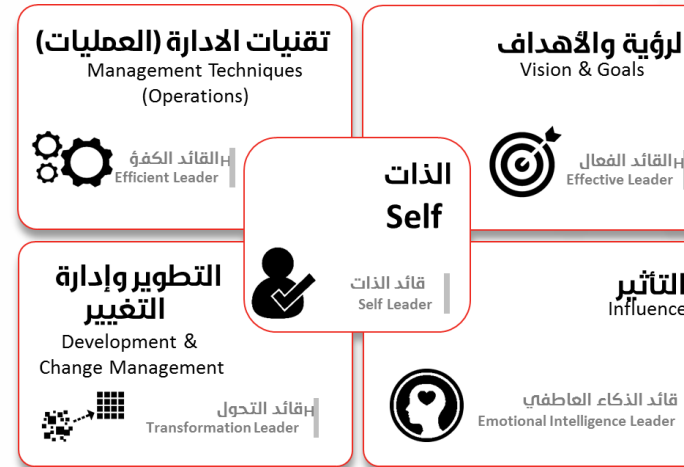 تقنيات الادارة (العمليات)
Management Techniques
(Operations)
القائد الكفؤ
Efficient Leader
لرؤية والأهداف
Vision & Goals
القائد الفعال
Effective Leader
الذات
Self
قائد الذات
Self Leader
التطوير وإدارة
التغيير
Development &
Change Management
قائد التحول
Transformation Leader
التأثير
Influence
قائد الذكاء العاطفي
Emotional Intelligence Leader